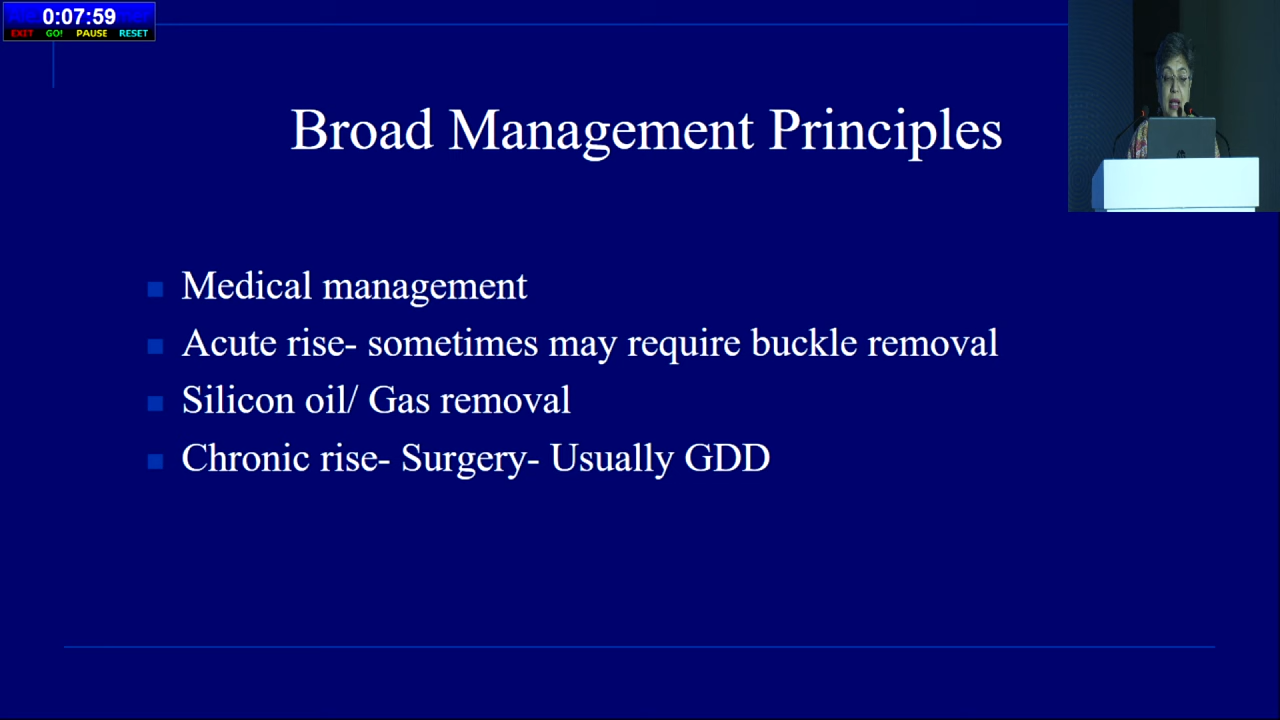 0:07:59
EXIT GO! PAUSE RESET
Broad Management Principles
Medical management
Acute rise- sometimes may require buckle removal
Silicon oil/ Gas removal
Chronic rise- Surgery- Usually GDD